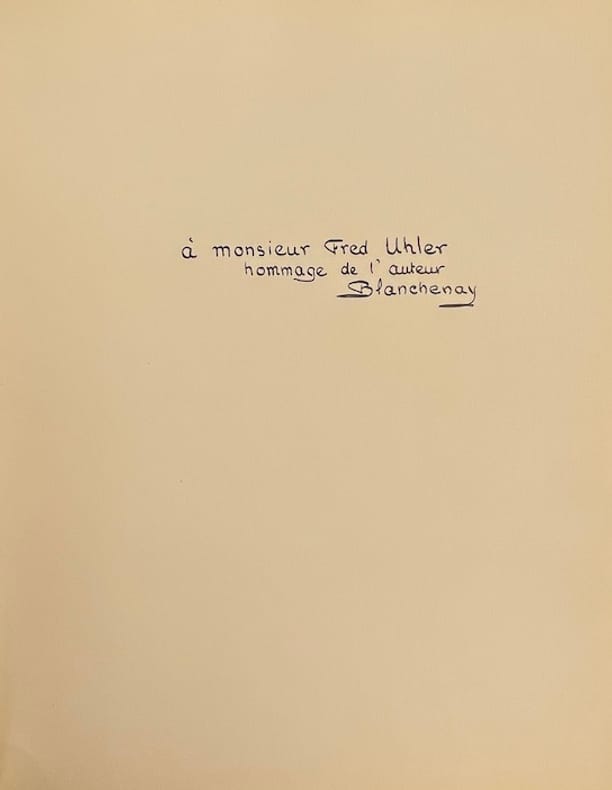 à monsieur Fred Uhler
hommage de l'auteur
Blanchenay